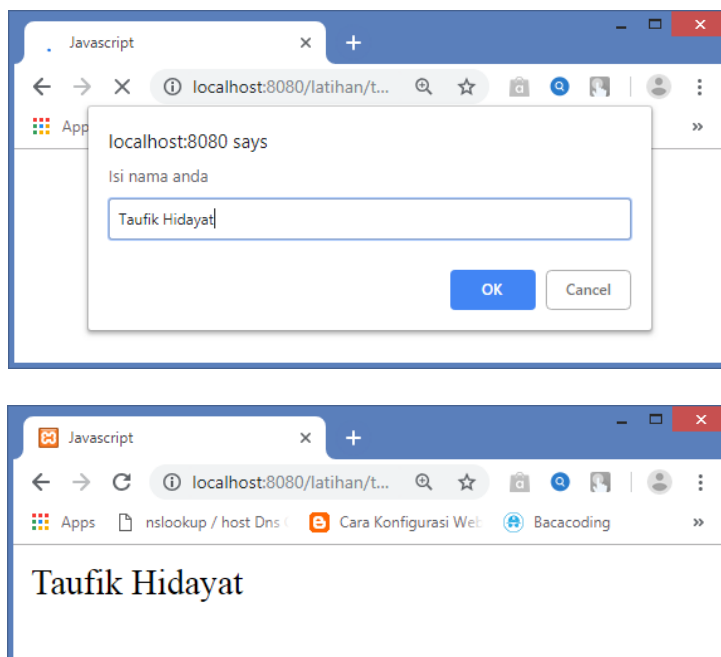 Javascript
localhost:8080/latihan/t...
App
localhost:8080 says
Isi nama anda
Taufik Hidayat
OK Cancel
Javascript
localhost:8080/latihan/t...
Apps nslookup / host Dns Cara Konfigurasi Web Bacacoding
Taufik Hidayat